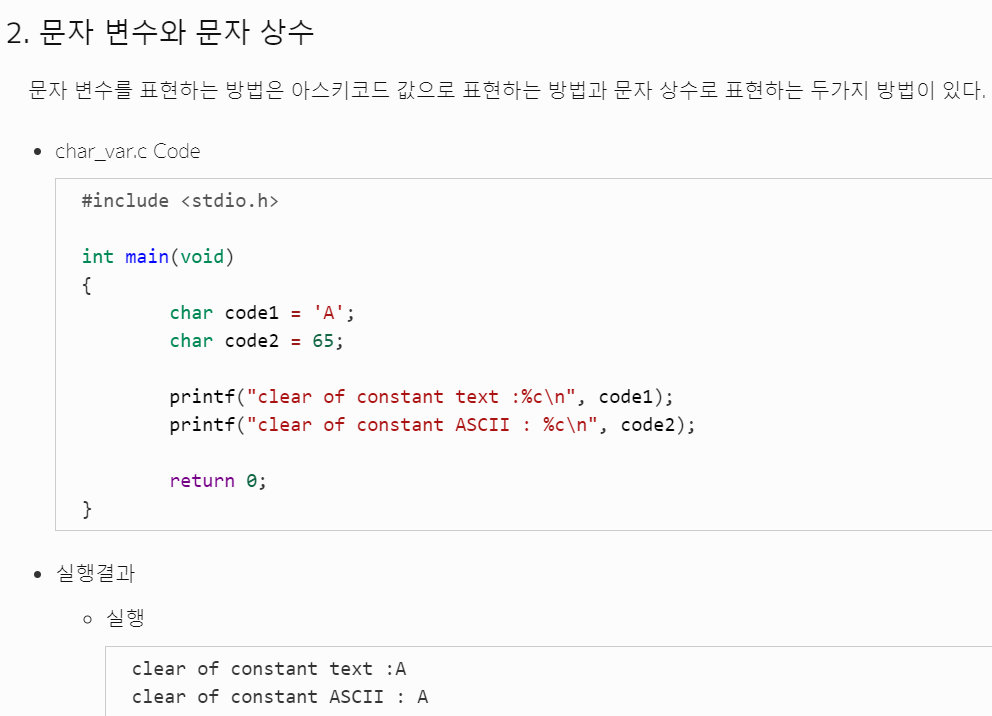 2. 문자 변수와 문자 상수
문자 변수를 표현하는 방법은 아스키코드 값으로 표현하는 방법과 문자 상수로 표현하는 두가지 방법이 있다.
char_var.c Code
#include <stdio.h>
int main(void)
{
char code1 = 'A';
char code2 = 65;
printf("clear of constant text :%c\n", code1);
printf("clear of constant ASCII : %c\n", code2);
return 0;
}
실행결과
실행
clear of constant text :A
clear of constant ASCII : A